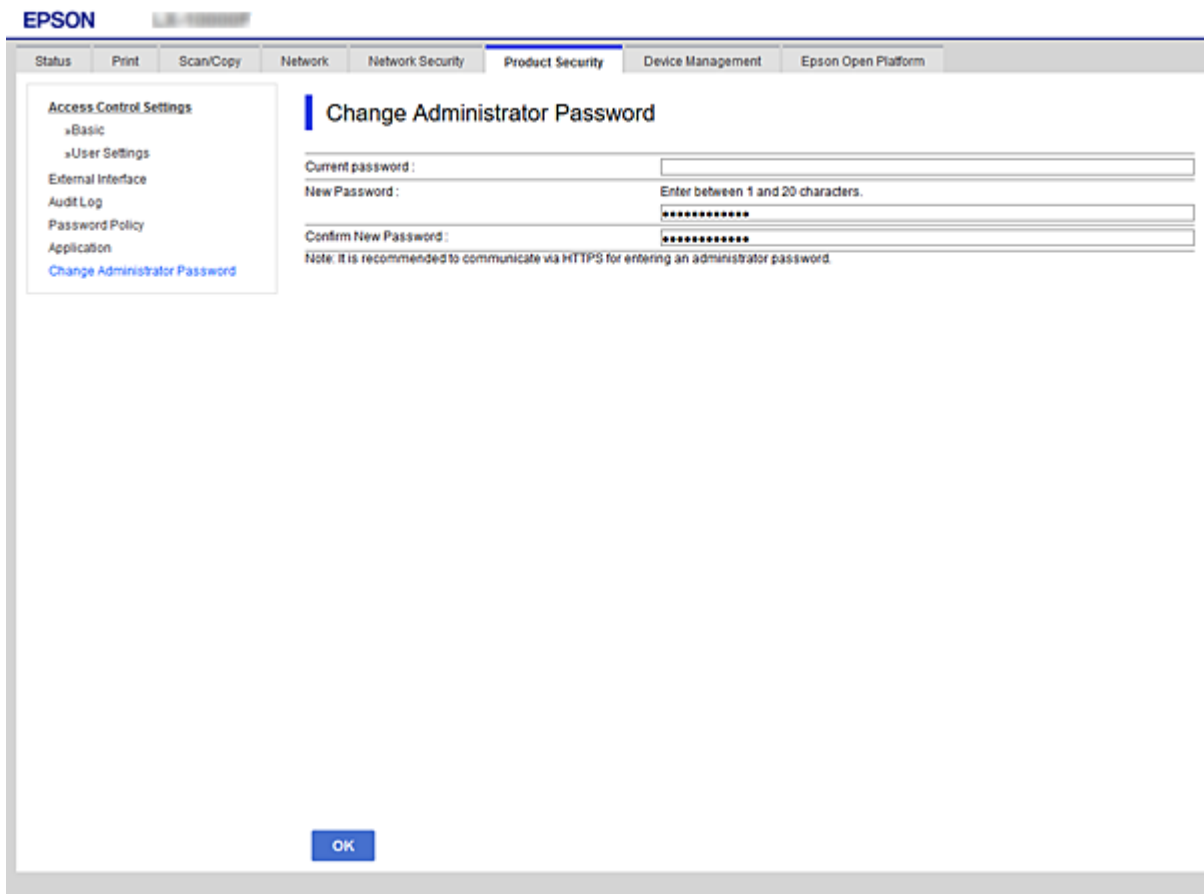 EPSON
Status Print Scan/Copy Network Network Security Product Security Device Management Epson Open Platform
Access Control Settings
»Basic
»User Settings
External Interface
Audit Log
Password Policy
Application
Change Administrator Password
Change Administrator Password
Current password :
New Password : Enter between 1 and 20 characters.
••••••••••••
Confirm New Password : ••••••••••••
Note: It is recommended to communicate via HTTPS for entering an administrator password.
OK